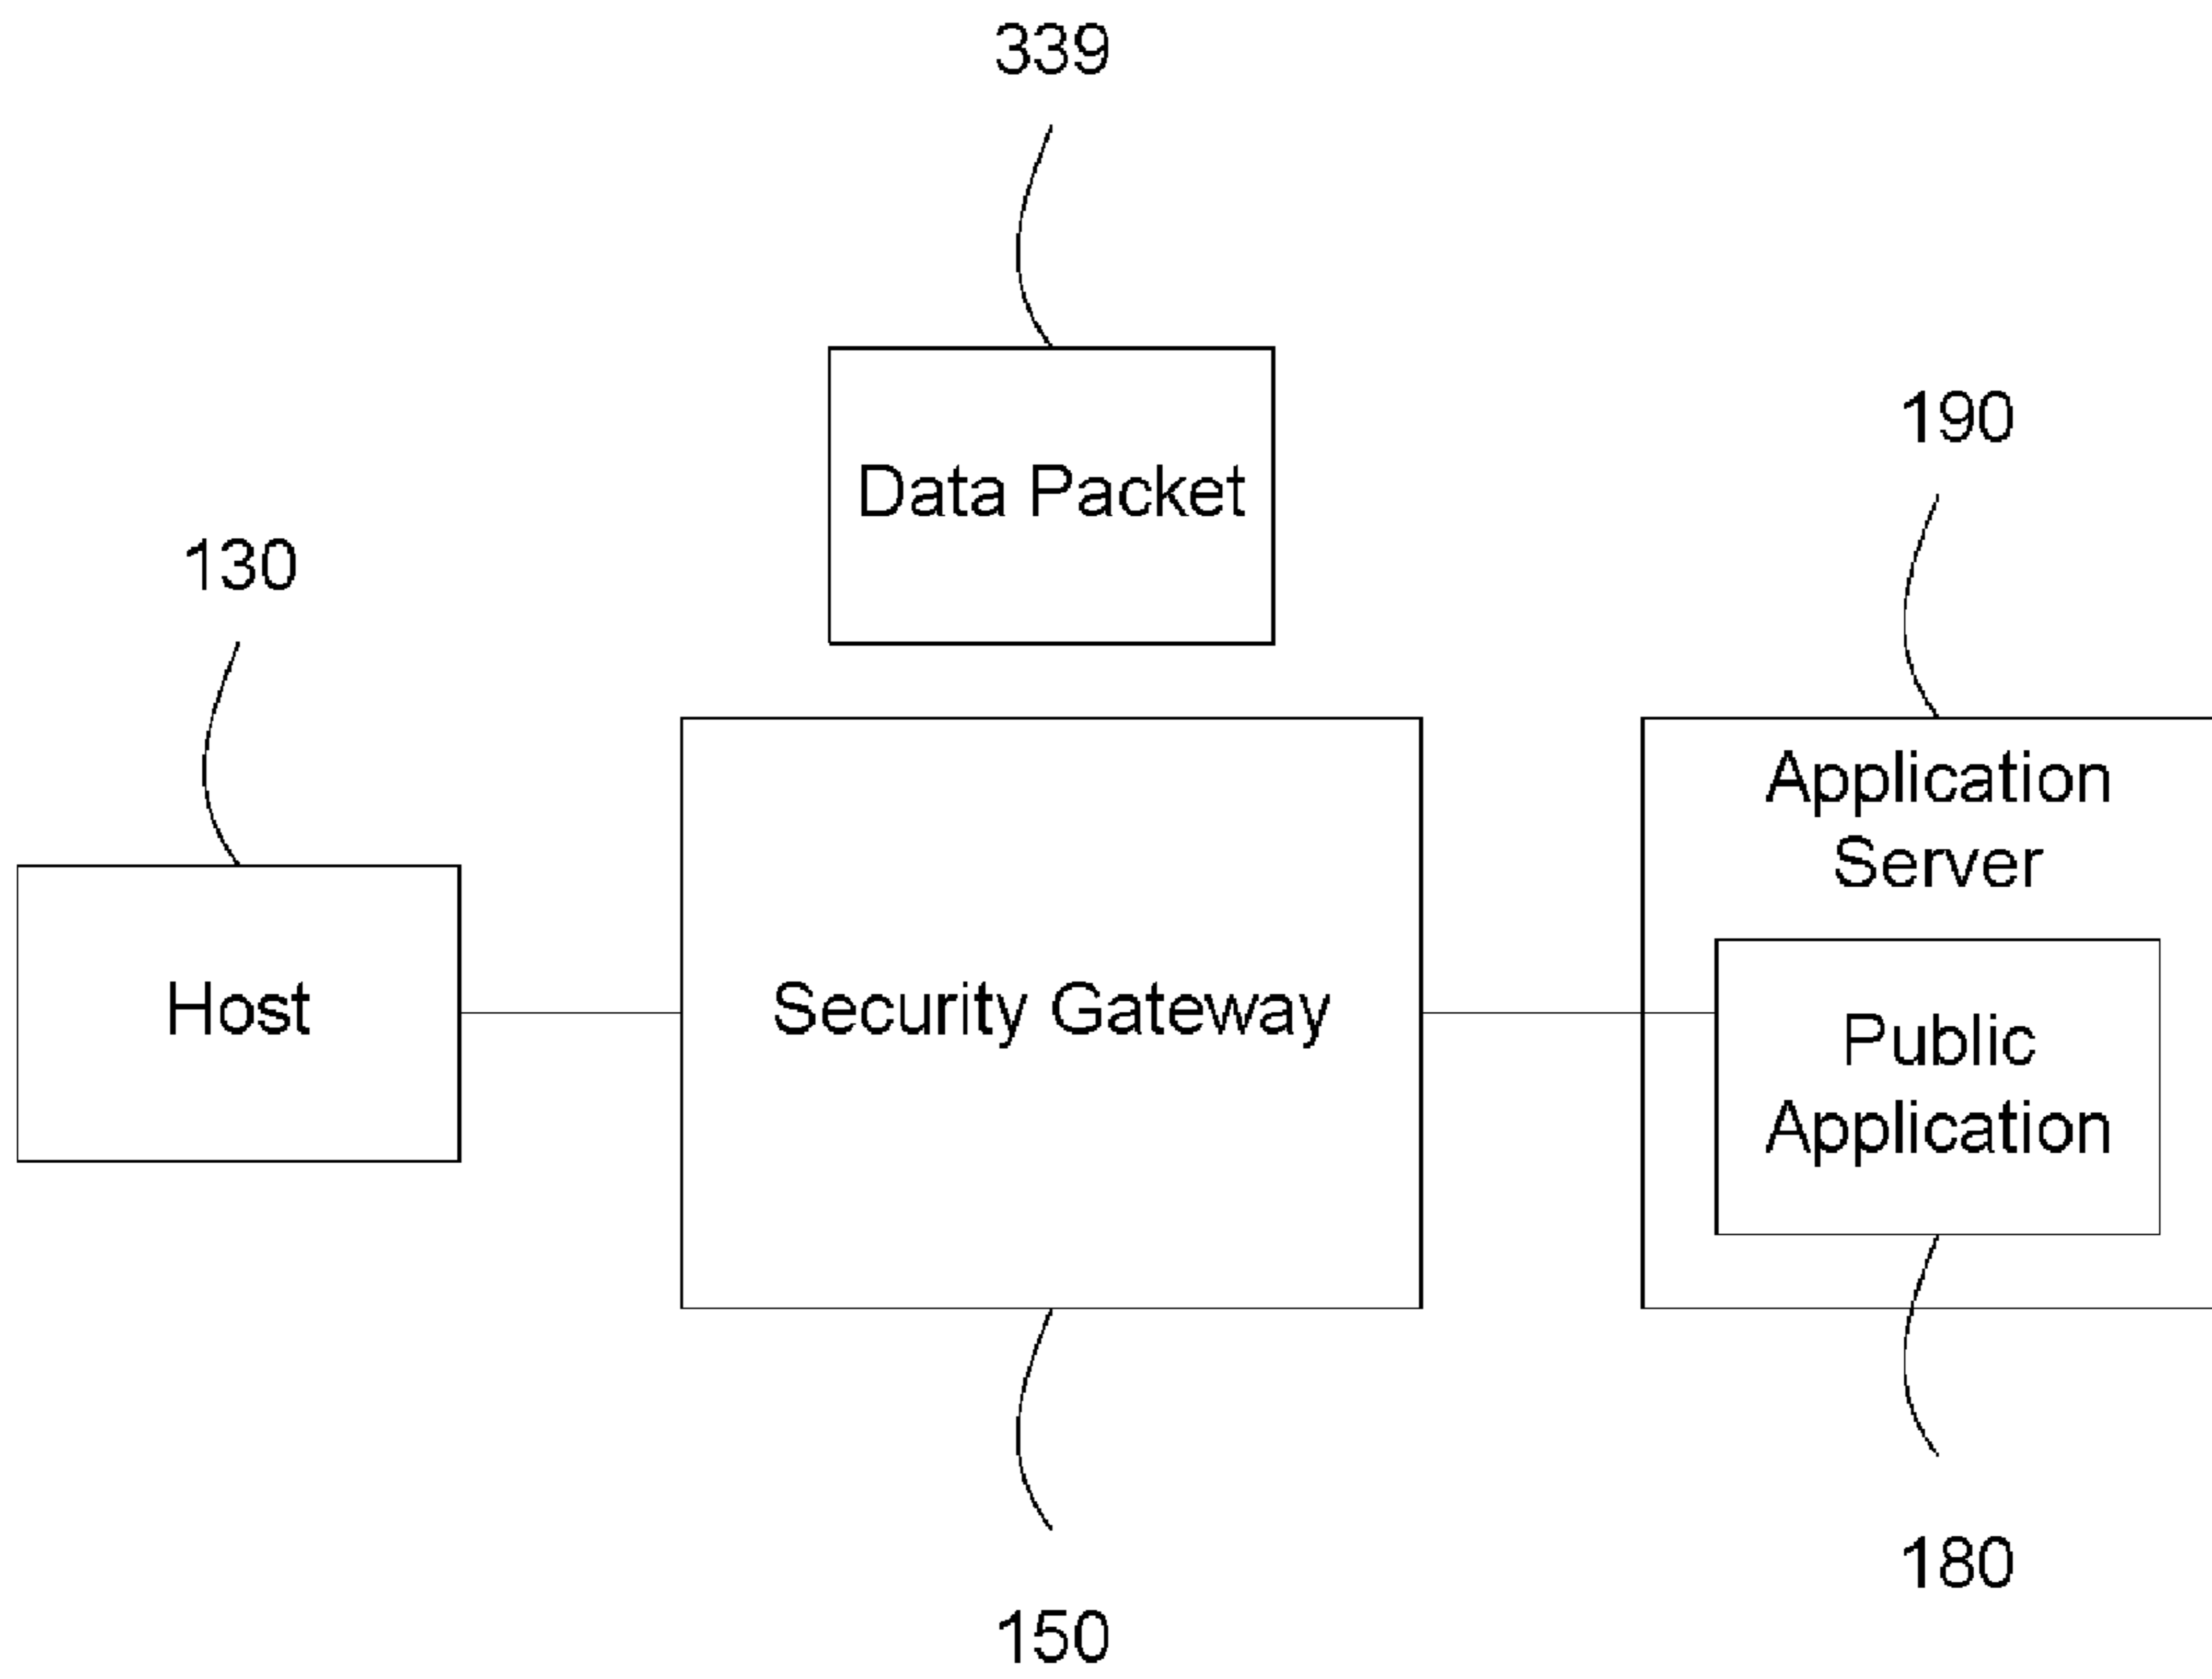 339
Data Packet
190
130
Application
Server
Host
Security Gateway
Public
Application
180
150